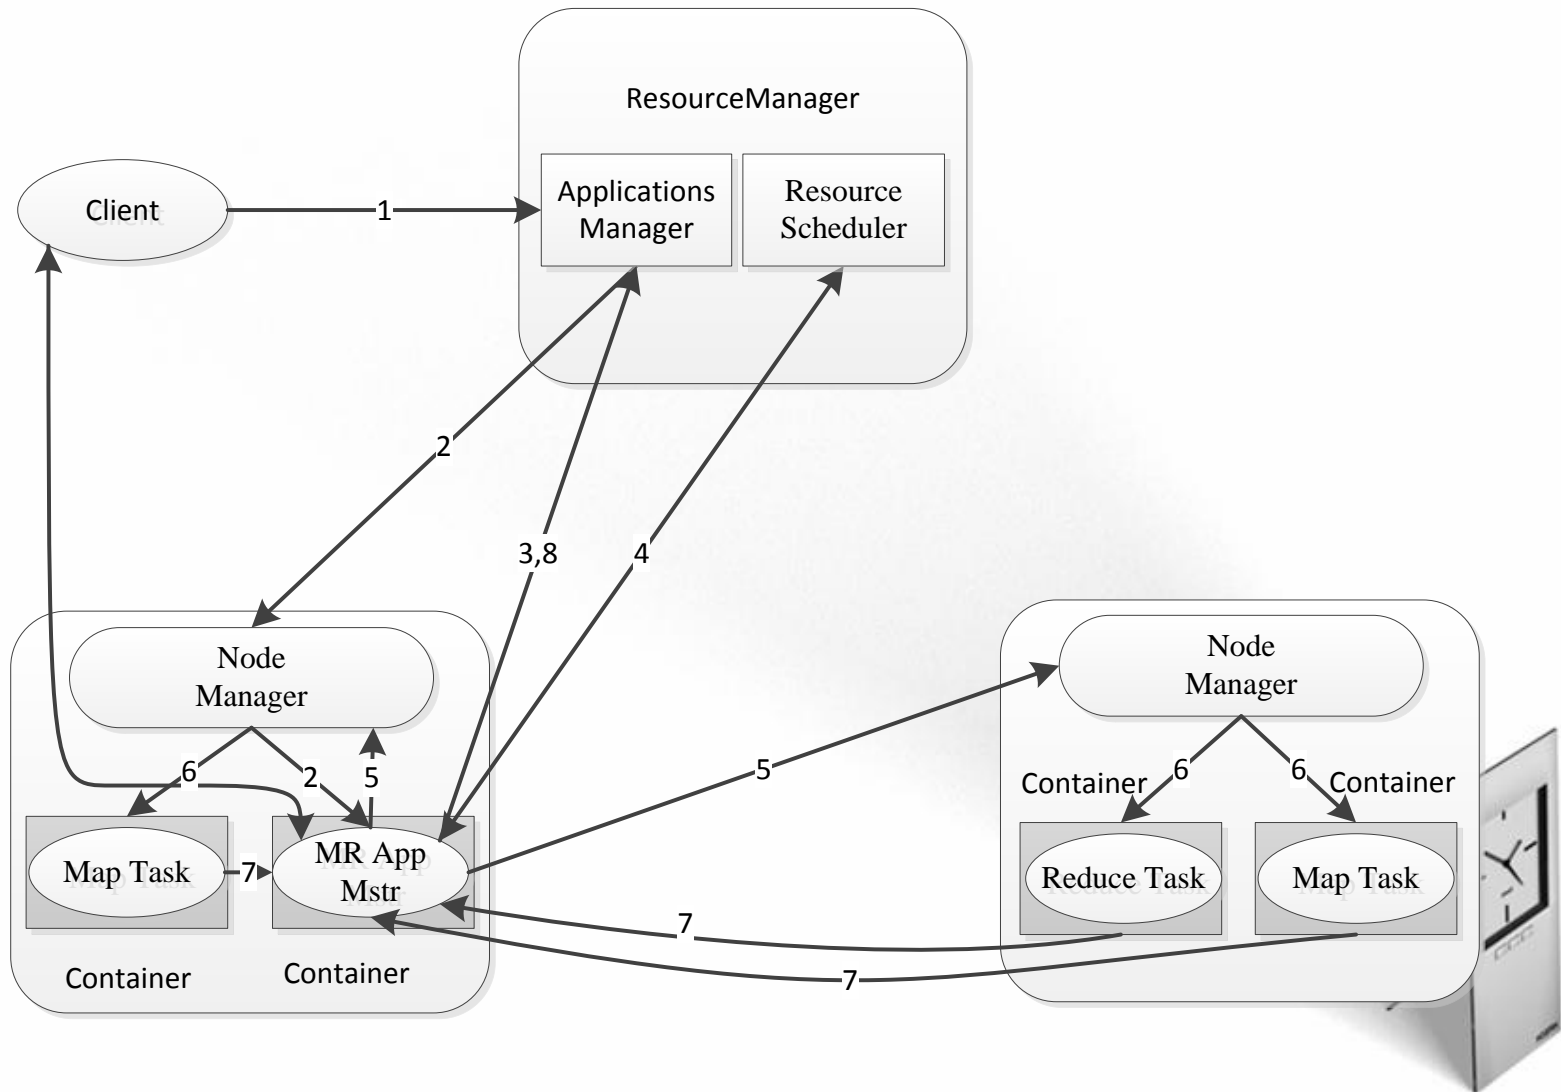 ResourceManager
Applications
Manager
Resource
Scheduler
Client
1
2
3,8
4
Node
Manager
6
2
5
Map Task
7
MR App
Mstr
Container
Container
5
7
7
Node
Manager
Container
6
6
Container
Reduce Task
Map Task